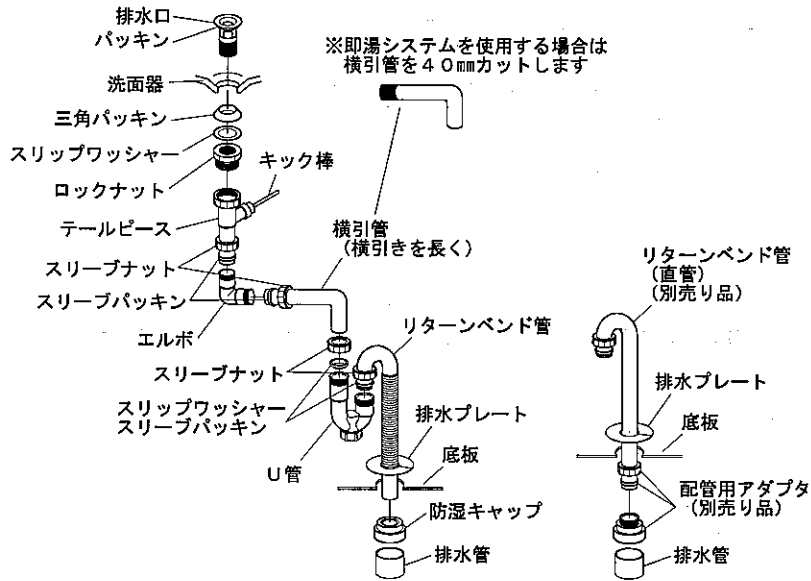 排水口
パッキン
洗面器
三角パッキン
スリップワッシャー
ロックナット
キック棒
テールピース
スリーブナット
スリーブパッキン
エルボ
※即湯システムを使用する場合は
横引管を40mmカットします
横引管
(横引きを長く)
スリーブナット
スリップワッシャー
スリーブパッキン
U管
リターンベンド管
排水プレート
底板
防湿キャップ
排水管
リターンベンド管
(直管)
(別売り品)
排水プレート
底板
配管用アダプタ
(別売り品)
排水管